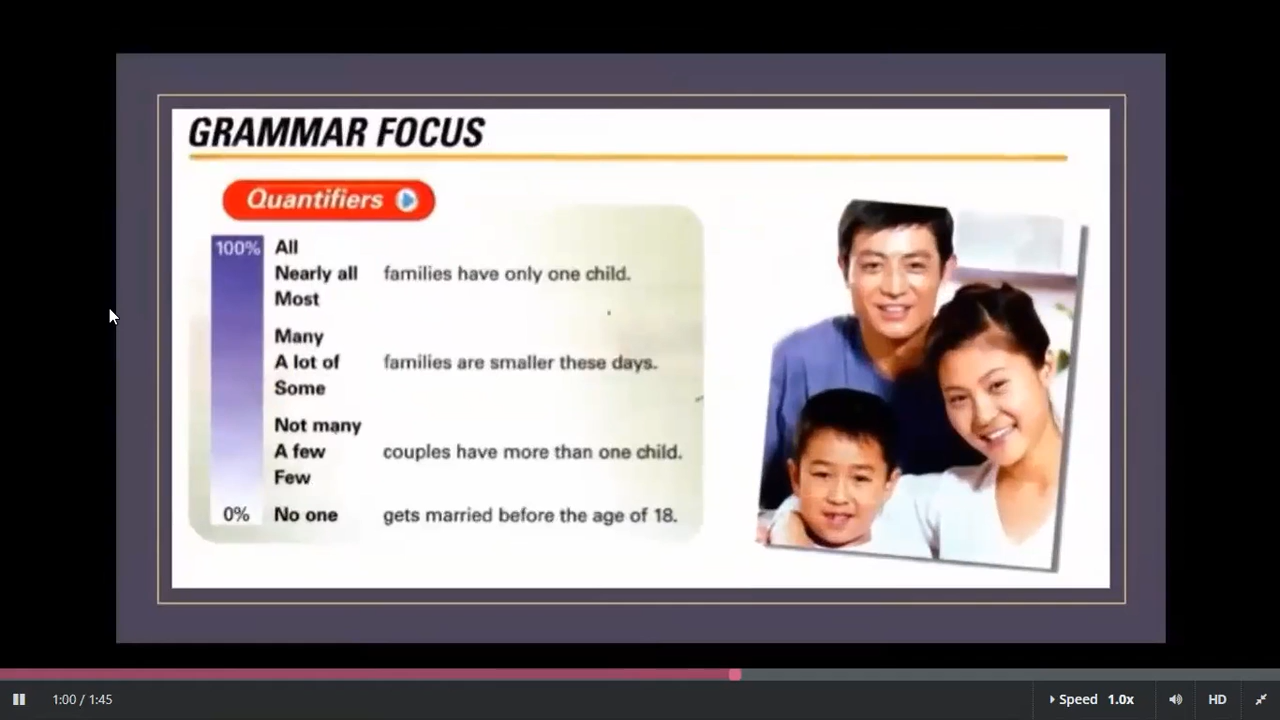 GRAMMAR FOCUS
Quantifiers
100% All
Nearly all families have only one child.
Most
Many
A lot of families are smaller these days.
Some
Not many
A few couples have more than one child.
Few
0% No one gets married before the age of 18.
1:00 / 1:45 Speed 1.0x HD